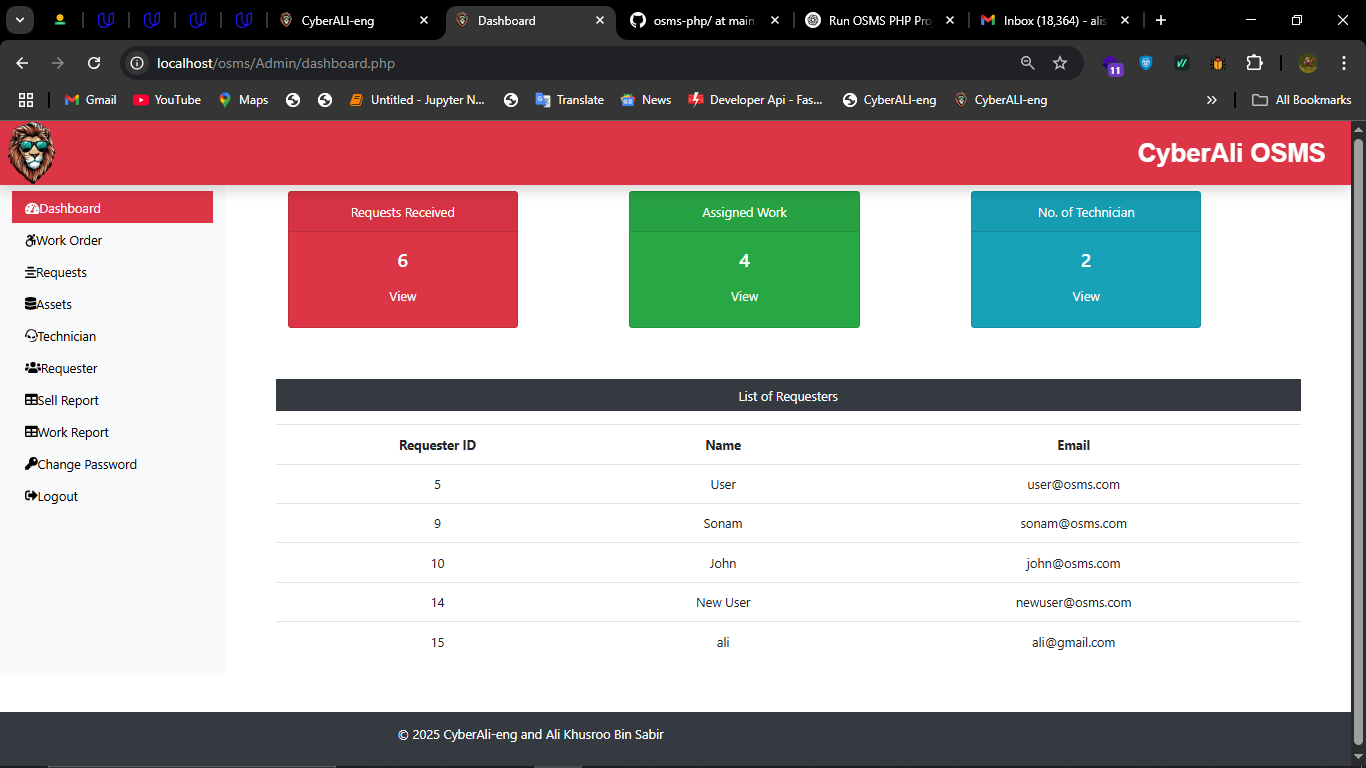 CyberALI-eng
Dashboard
osms-php/ at main
Run OSMS PHP Pro
Inbox (18,364) - alis
localhost/osms/Admin/dashboard.php
11
Gmail
YouTube
Maps
Untitled - Jupyter N...
Translate
News
Developer Api - Fas...
CyberALI-eng
CyberALI-eng
All Bookmarks
CyberAli OSMS
Dashboard
Work Order
Requests
Assets
Technician
Requester
Sell Report
Work Report
Change Password
Logout
Requests Received
6
View
Assigned Work
4
View
No. of Technician
2
View
List of Requesters
Requester ID Name Email
5 User user@osms.com
9 Sonam sonam@osms.com
10 John john@osms.com
14 New User newuser@osms.com
15 ali ali@gmail.com
© 2025 CyberAli-eng and Ali Khusroo Bin Sabir